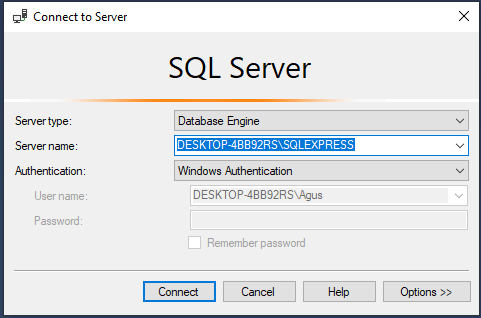 Connect to Server
SQL Server
Server type: Database Engine
Server name: DESKTOP-4BB92RS\SQLEXPRESS
Authentication: Windows Authentication
User name: DESKTOP-4BB92RS\Agus
Password:
Remember password
Connect Cancel Help Options >>